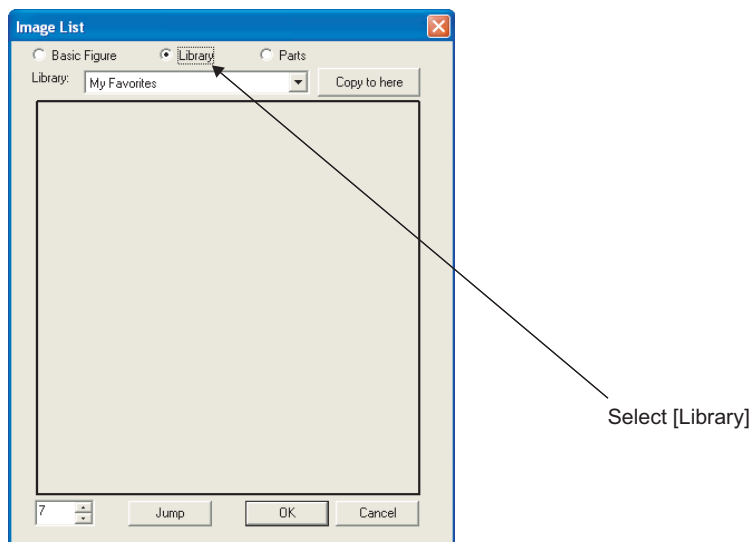 Image List
Basic Figure Library Parts
Library: My Favorites Copy to here
Select [Library]
7 Jump OK Cancel